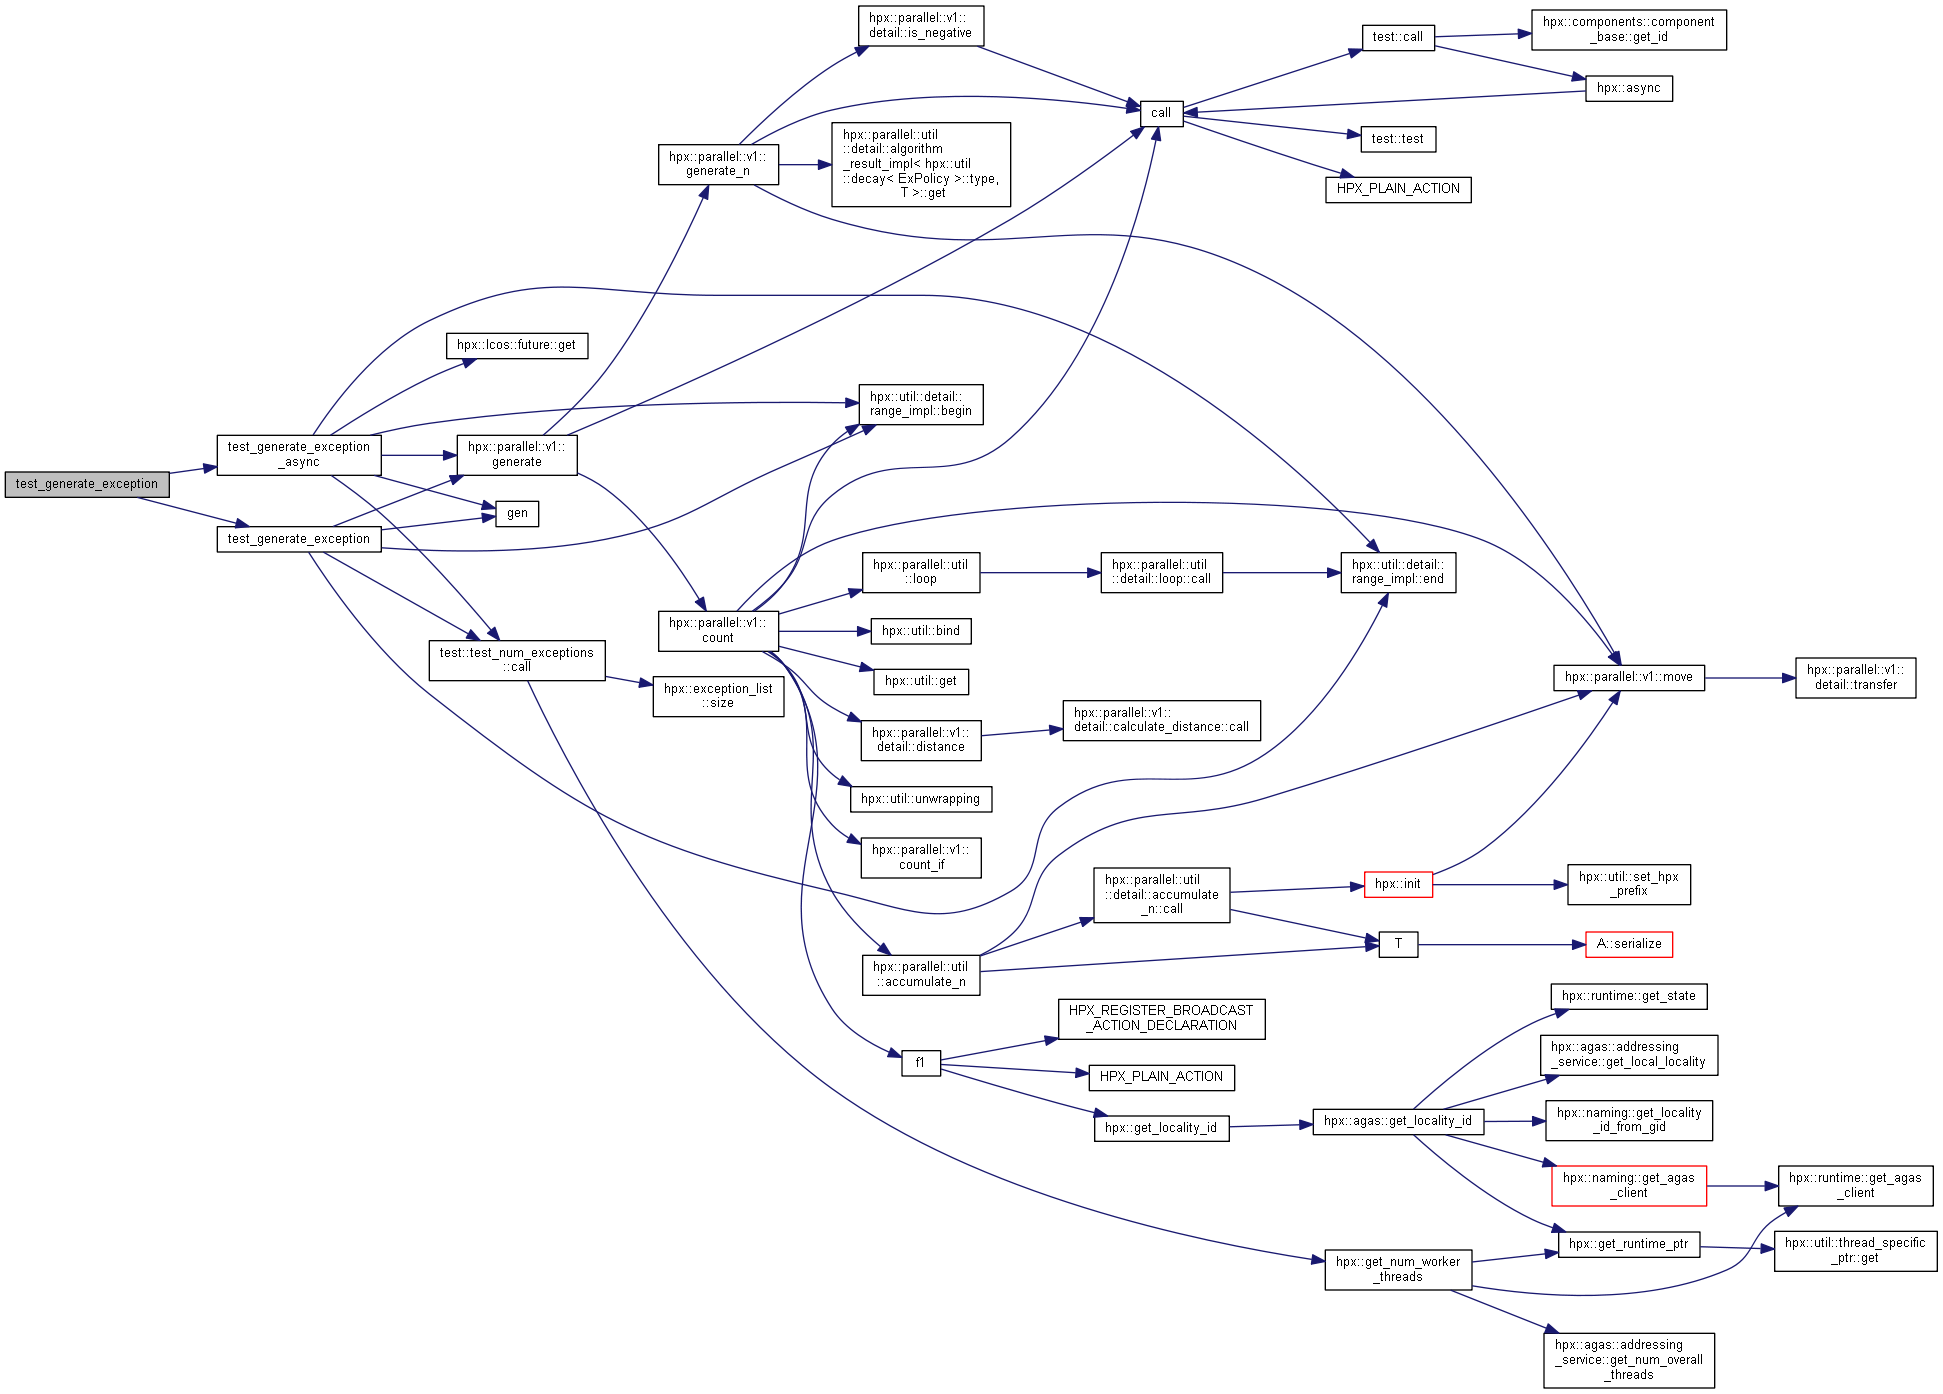 test_generate_exception
test_generate_exception
_async
test_generate_exception
hpx::lcos::future::get
hpx::parallel::v1::
generate
gen
test::test_num_exceptions
::call
hpx::parallel::v1::
generate_n
hpx::parallel::v1::
count
hpx::exception_list
::size
hpx::parallel::v1::
detail::is_negative
hpx::parallel::util
::detail::algorithm
_result_impl< hpx::util
::decay< ExPolicy >::type,
T >::get
hpx::util::detail::
range_impl::begin
hpx::parallel::util
::loop
hpx::util::bind
hpx::util::get
hpx::parallel::v1::
detail::distance
hpx::util::unwrapping
hpx::parallel::v1::
count_if
hpx::parallel::util
::accumulate_n
f1
call
hpx::parallel::util
::detail::loop::call
hpx::parallel::v1::
detail::calculate_distance::call
hpx::parallel::util
::detail::accumulate
_n::call
HPX_REGISTER_BROADCAST
_ACTION_DECLARATION
HPX_PLAIN_ACTION
hpx::get_locality_id
test::call
test::test
HPX_PLAIN_ACTION
hpx::util::detail::
range_impl::end
hpx::init
T
hpx::agas::get_locality_id
hpx::get_num_worker
_threads
hpx::components::component
_base::get_id
hpx::async
hpx::parallel::v1::move
hpx::util::set_hpx
_prefix
A::serialize
hpx::runtime::get_state
hpx::agas::addressing
_service::get_local_locality
hpx::naming::get_locality
_id_from_gid
hpx::naming::get_agas
_client
hpx::get_runtime_ptr
hpx::agas::addressing
_service::get_num_overall
_threads
hpx::parallel::v1::
detail::transfer
hpx::runtime::get_agas
_client
hpx::util::thread_specific
_ptr::get